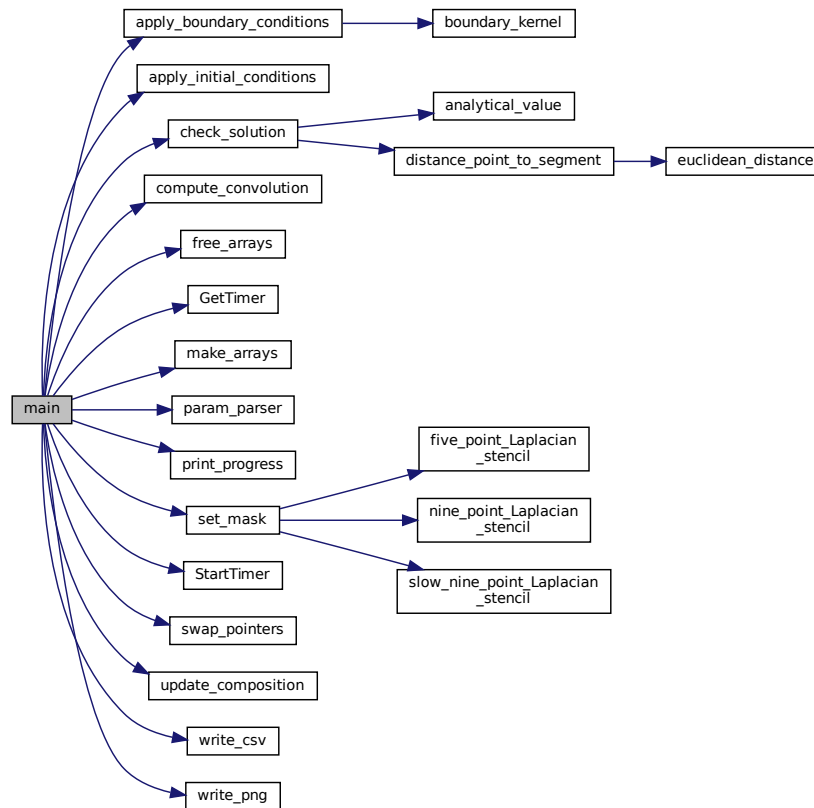 apply_boundary_conditions
boundary_kernel
apply_initial_conditions
analytical_value
check_solution
distance_point_to_segment
euclidean_distance
compute_convolution
free_arrays
GetTimer
make_arrays
main
param_parser
print_progress
five_point_Laplacian
_stencil
set_mask
nine_point_Laplacian
_stencil
StartTimer
slow_nine_point_Laplacian
_stencil
swap_pointers
update_composition
write_csv
write_png